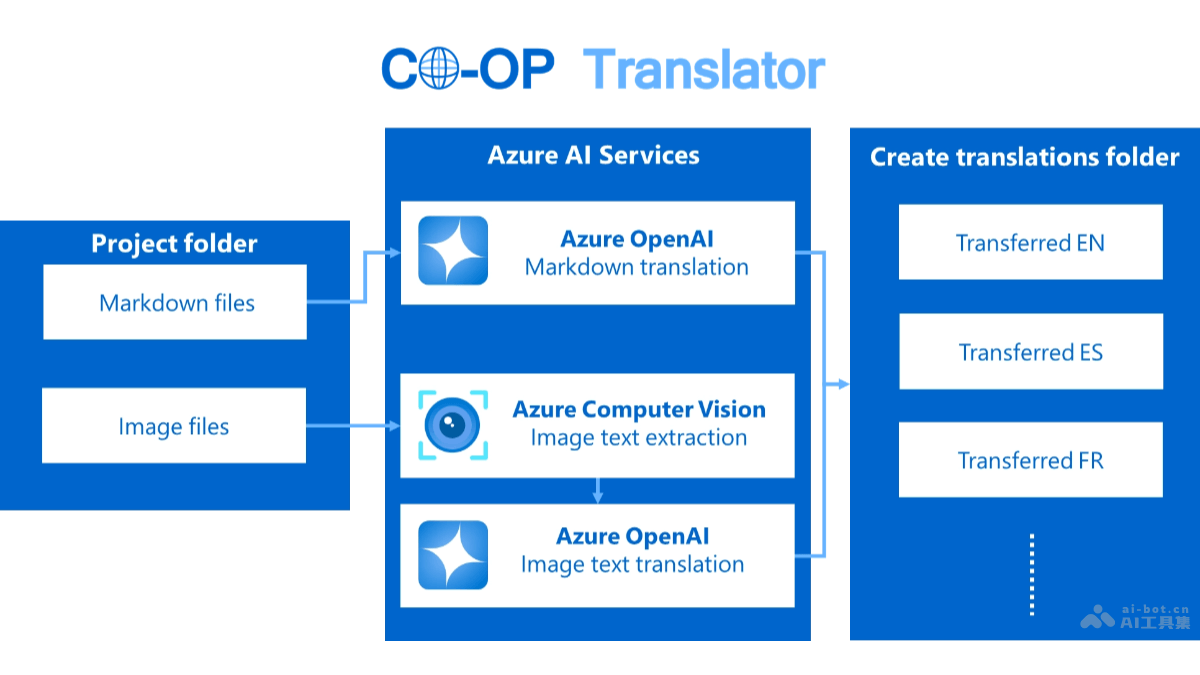 CO-OP Translator
Project folder
Markdown files
Image files
Azure AI Services
Azure OpenAI
Markdown translation
Azure Computer Vision
Image text extraction
Azure OpenAI
Image text translation
Create translations folder
Transferred EN
Transferred ES
Transferred FR
ai-bot.cn
AI工具集